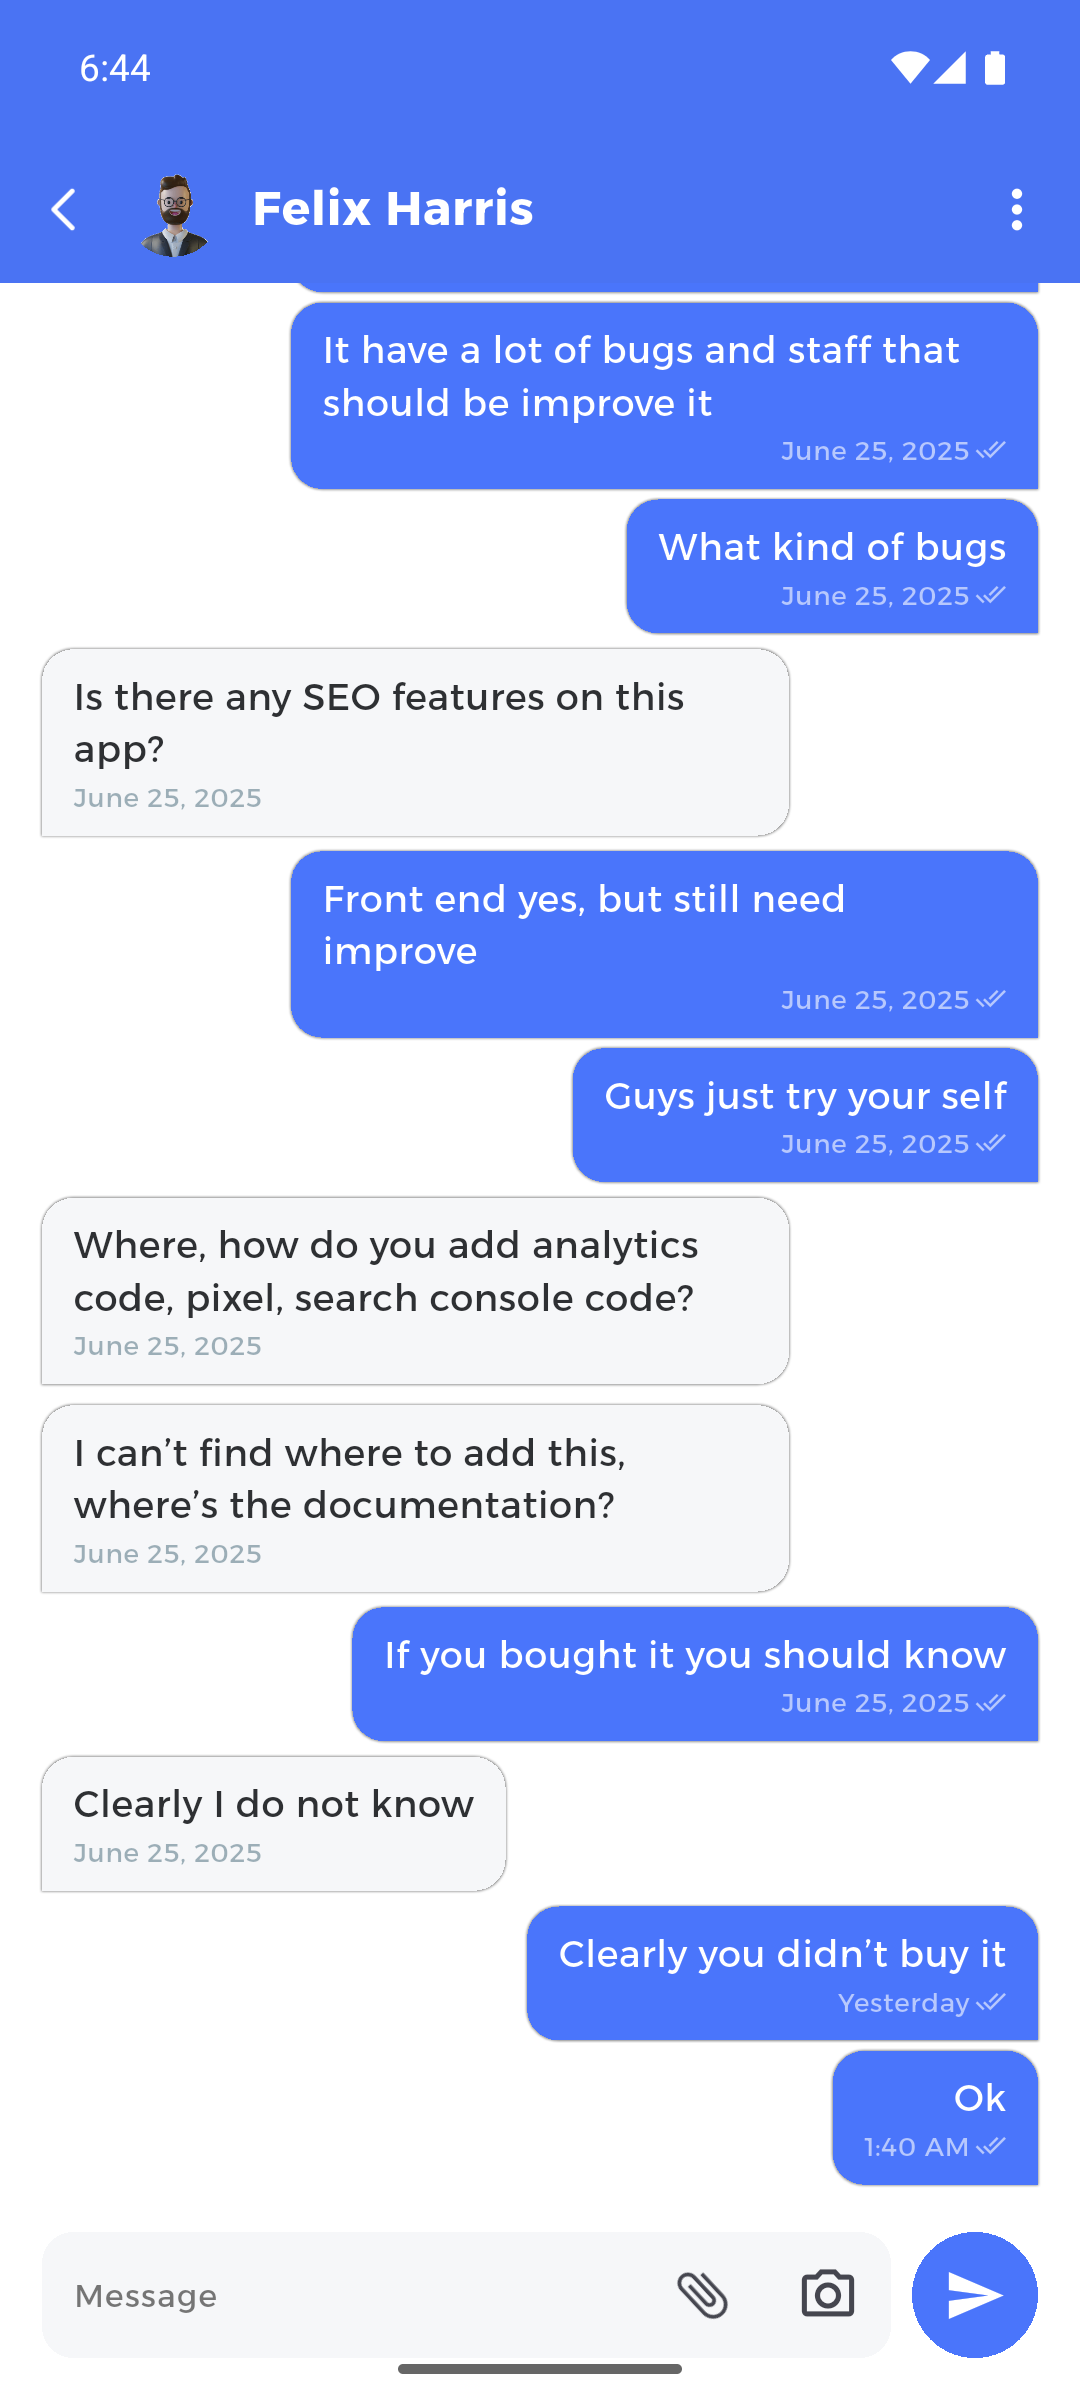 6:44
Felix Harris
It have a lot of bugs and staff that
should be improve it
June 25, 2025
What kind of bugs
June 25, 2025
Is there any SEO features on this
app?
June 25, 2025
Front end yes, but still need
improve
June 25, 2025
Guys just try your self
June 25, 2025
Where, how do you add analytics
code, pixel, search console code?
June 25, 2025
I can’t find where to add this,
where’s the documentation?
June 25, 2025
If you bought it you should know
June 25, 2025
Clearly I do not know
June 25, 2025
Clearly you didn’t buy it
Yesterday
Ok
1:40 AM
Message